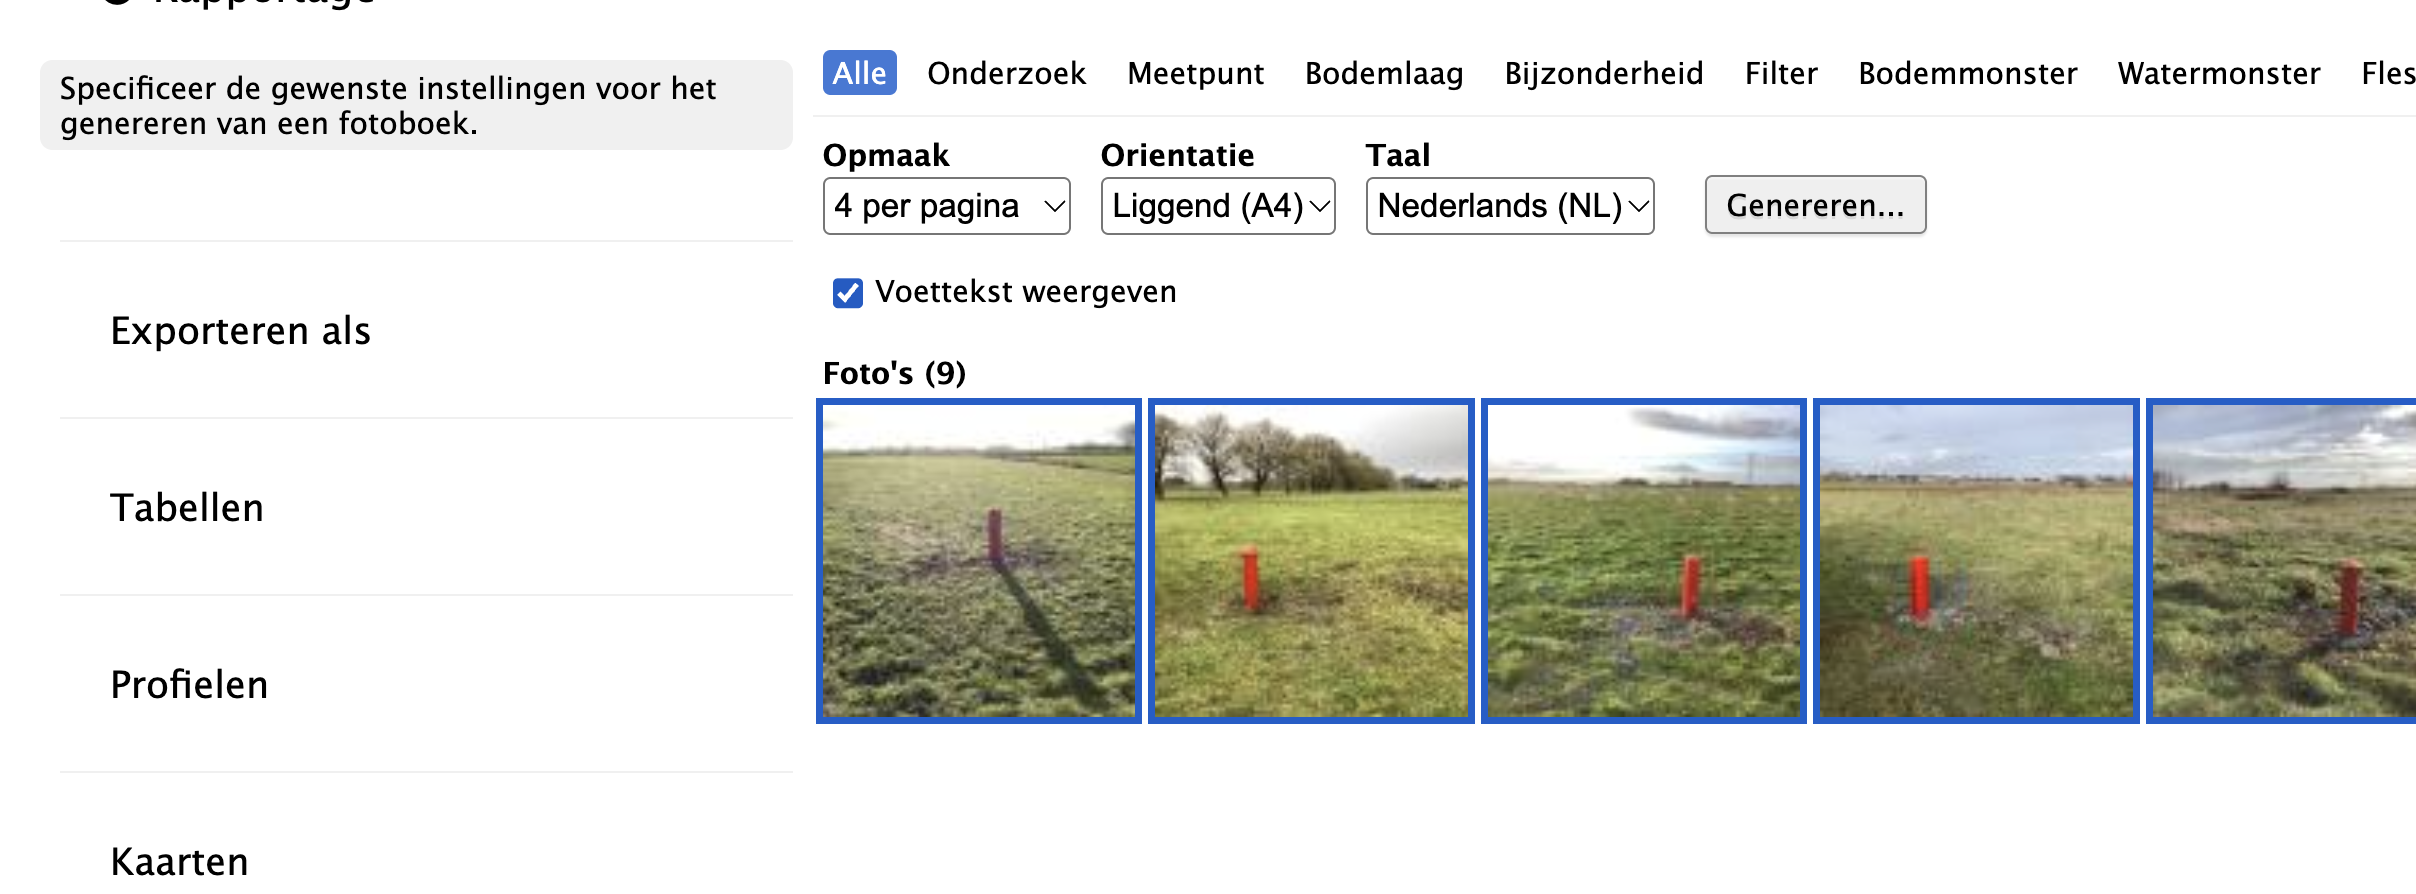 Rapportage
Specificeer de gewenste instellingen voor het
genereren van een fotoboek.
Exporteren als
Tabellen
Profielen
Kaarten
Alle Onderzoek Meetpunt Bodemlaag Bijzonderheid Filter Bodemmonster Watermonster Fles
Opmaak Orientatie Taal
4 per pagina Liggend (A4) Nederlands (NL) Genereren...
Voettekst weergeven
Foto's (9)